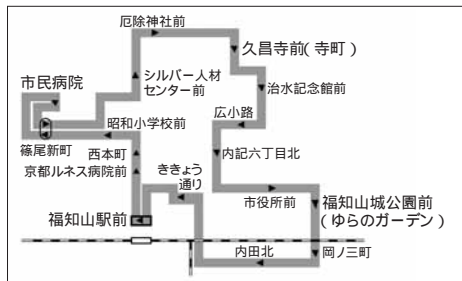 厄除神社前
久昌寺前(寺町)
市民病院
シルバー人材
センター前
治水記念館前
昭和小学校前
広小路
篠尾新町
西本町
ききょう
通り
内記六丁目北
京都ルネス病院前
市役所前
福知山城公園前
(ゆらのガーデン)
福知山駅前
内田北
岡ノ三町